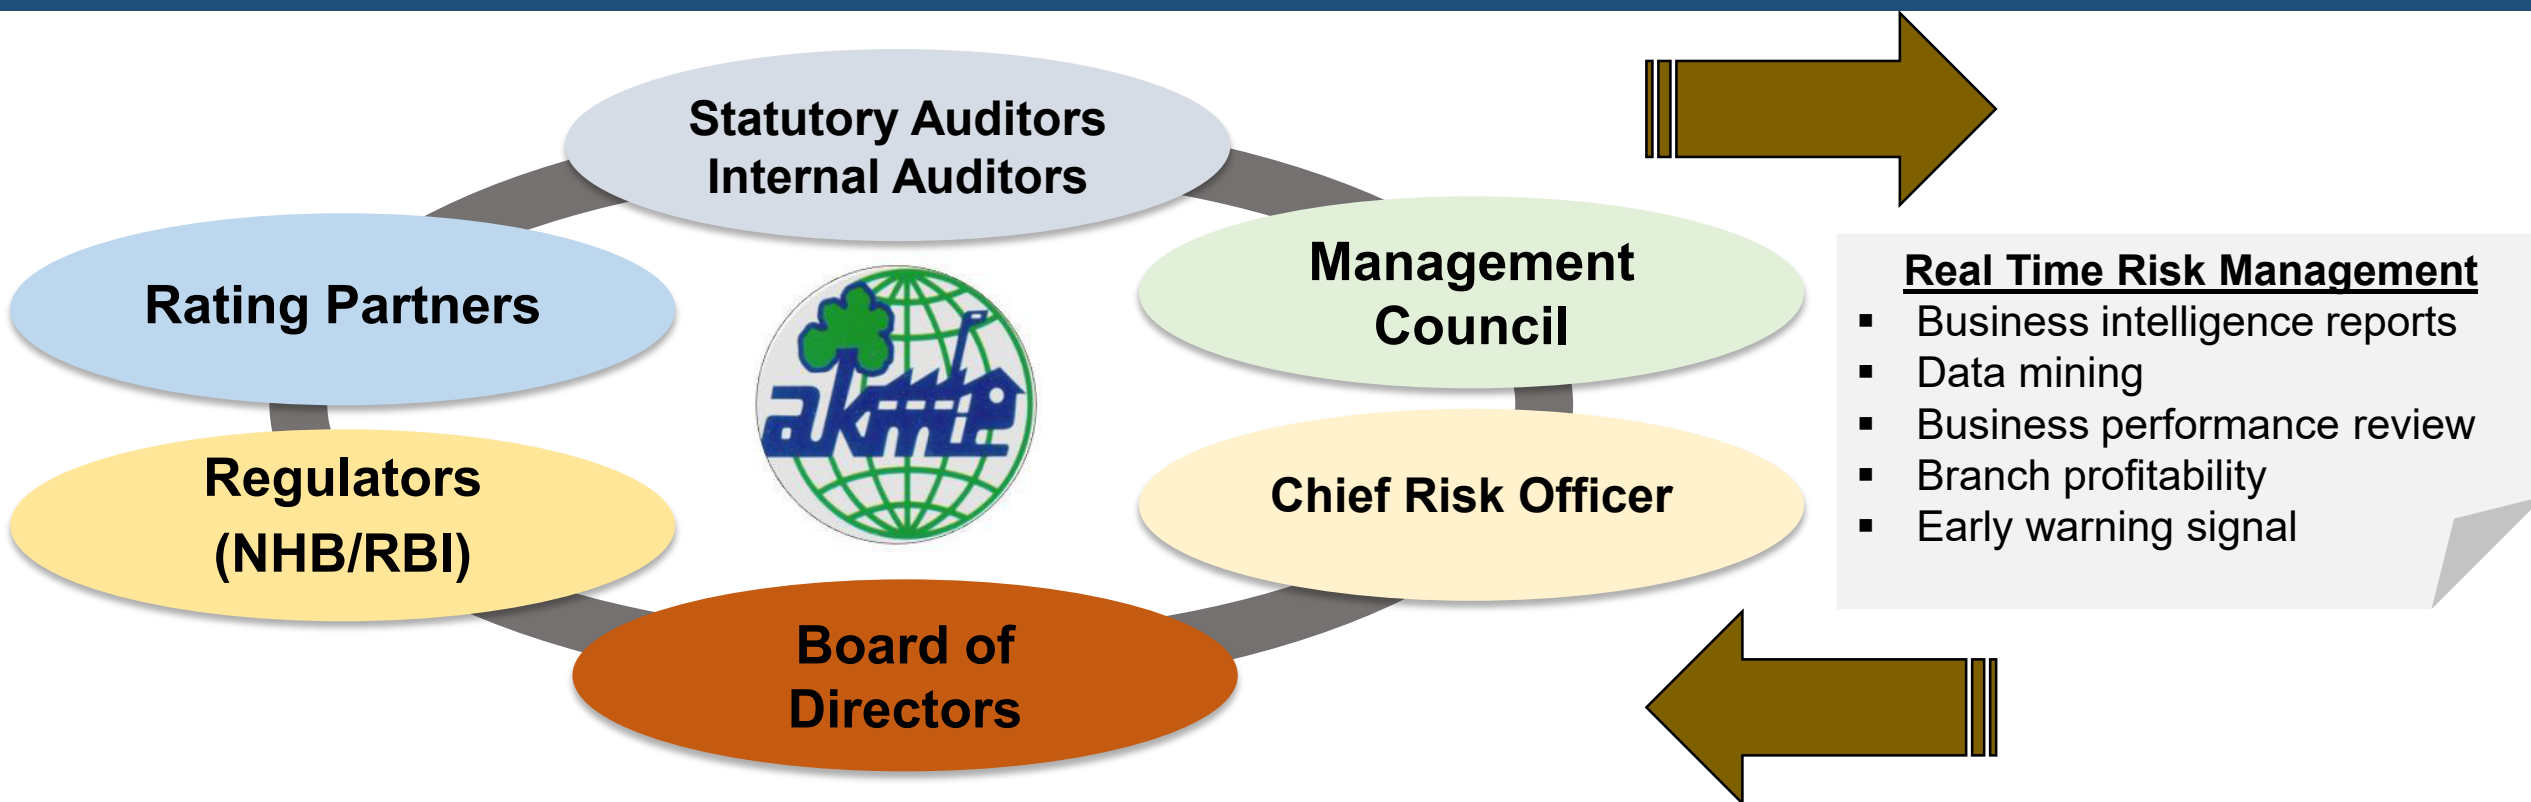 Statutory Auditors
Internal Auditors
Rating Partners
Management
Council
akme
Regulators
(NHB/RBI)
Chief Risk Officer
Board of
Directors
Real Time Risk Management
▪ Business intelligence reports
▪ Data mining
▪ Business performance review
▪ Branch profitability
▪ Early warning signal